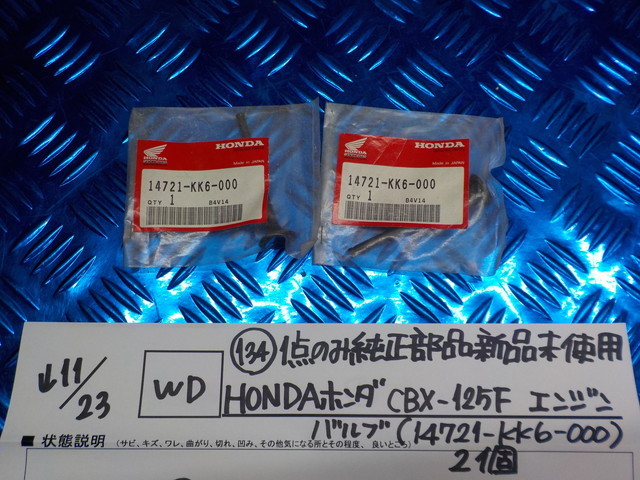 HONDA
Made in JAPAN
14721-KK6-000
QTY 1 B4V14
HONDA
Made in JAPAN
14721-KK6-000
QTY 1 B4V14
↓11/23
WD
(134) 1点のみ純正部品新品未使用
HONDAホンダ CBX-125F エンジン
バルブ(14721-KK6-000)
2個
■ 状態説明 (サビ、キズ、ワレ、曲がり、切れ、凹み、その他気になる所とその程度、良いところ)